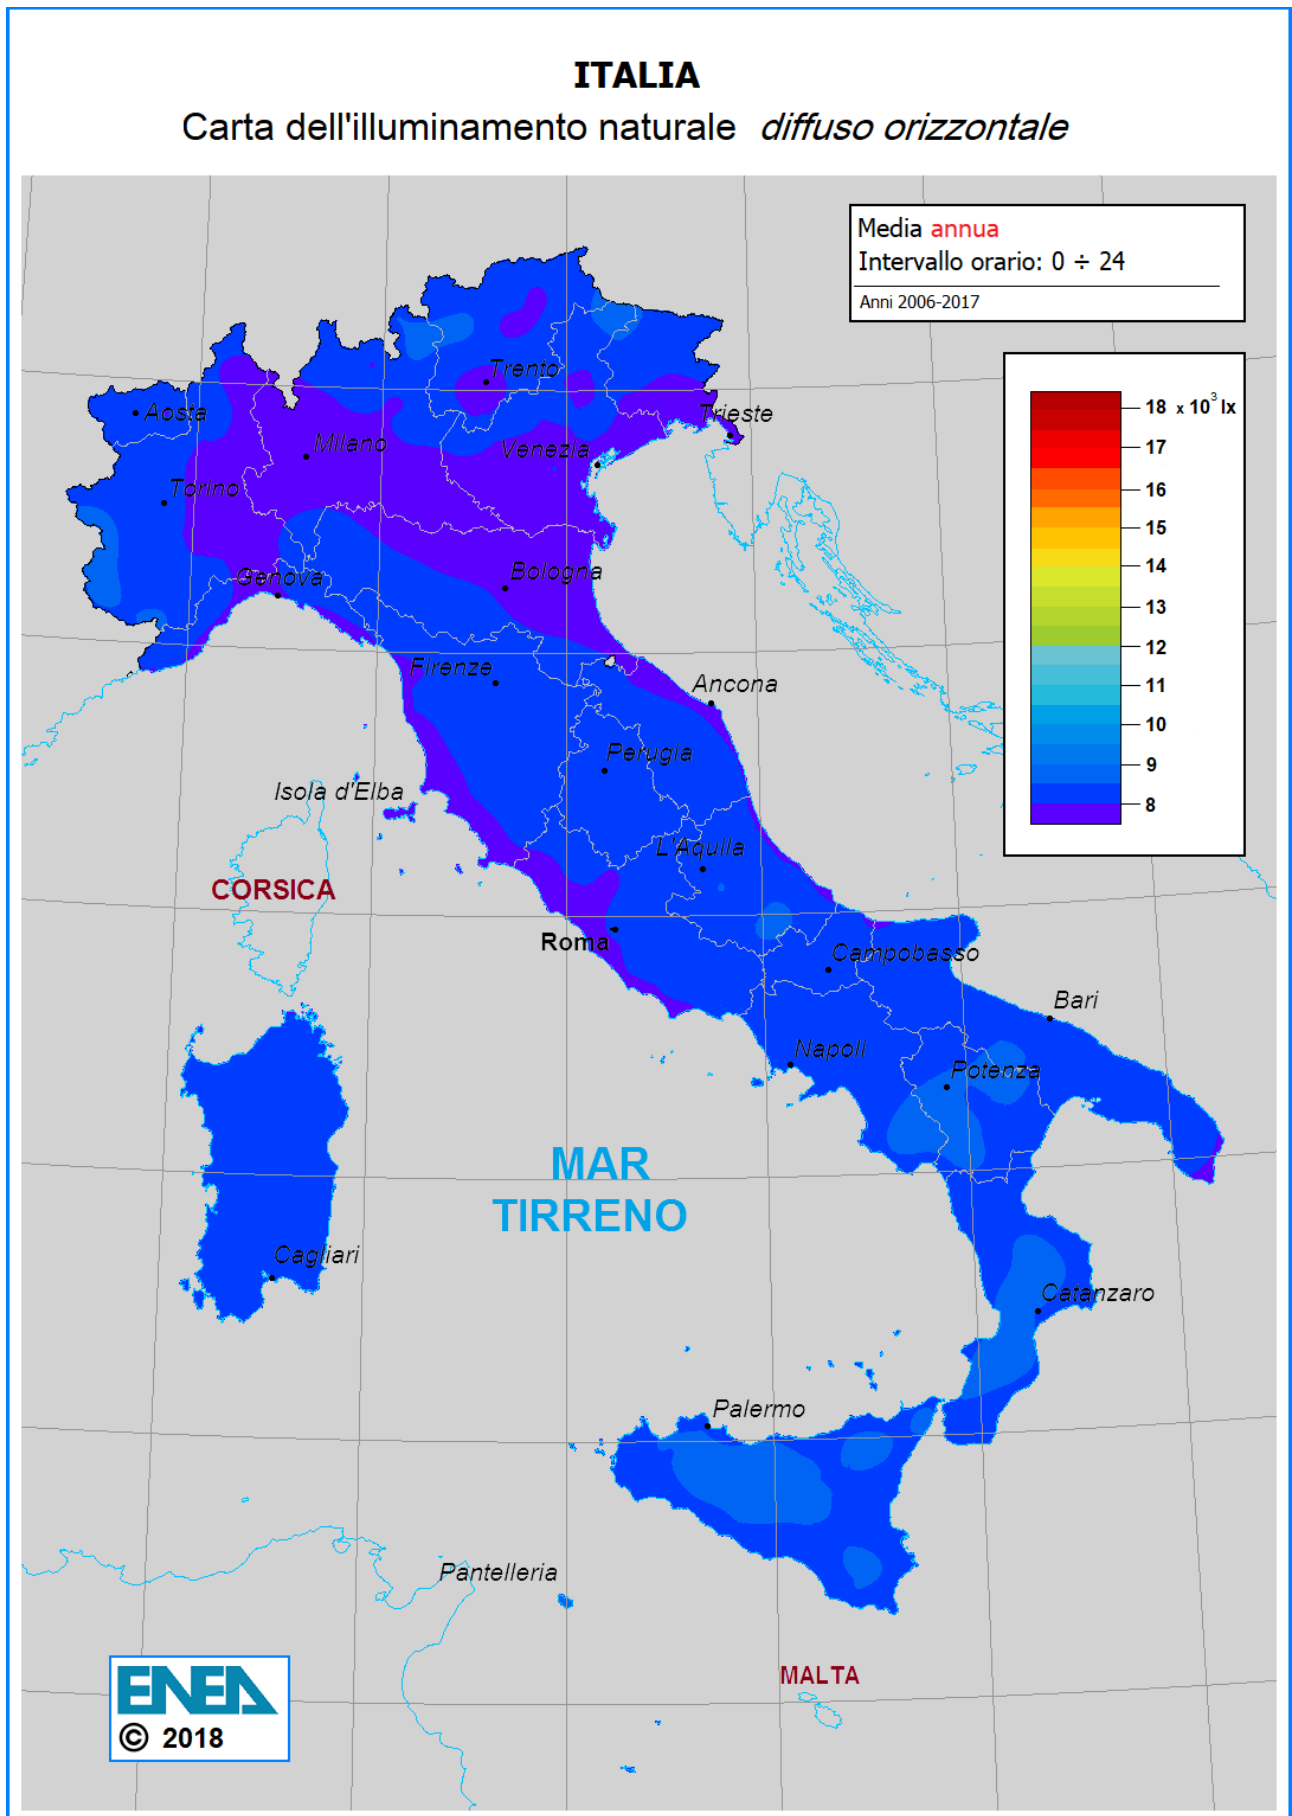 ITALIA
Carta dell'illuminamento naturale diffuso orizzontale
Media annua
Intervallo orario: 0 ÷ 24
Anni 2006-2017
18 x 10³ lx
17
16
15
14
13
12
11
10
9
8
Trento
Aosta
Trieste
Milano
Venezia
Torino
Genova
Bologna
Firenze
Ancona
Perugia
Isola d'Elba
L'Aquila
CORSICA
Roma
Campobasso
Bari
Napoli
Potenza
MAR
TIRRENO
Cagliari
Catanzaro
Palermo
Pantelleria
MALTA
ENEA
© 2018